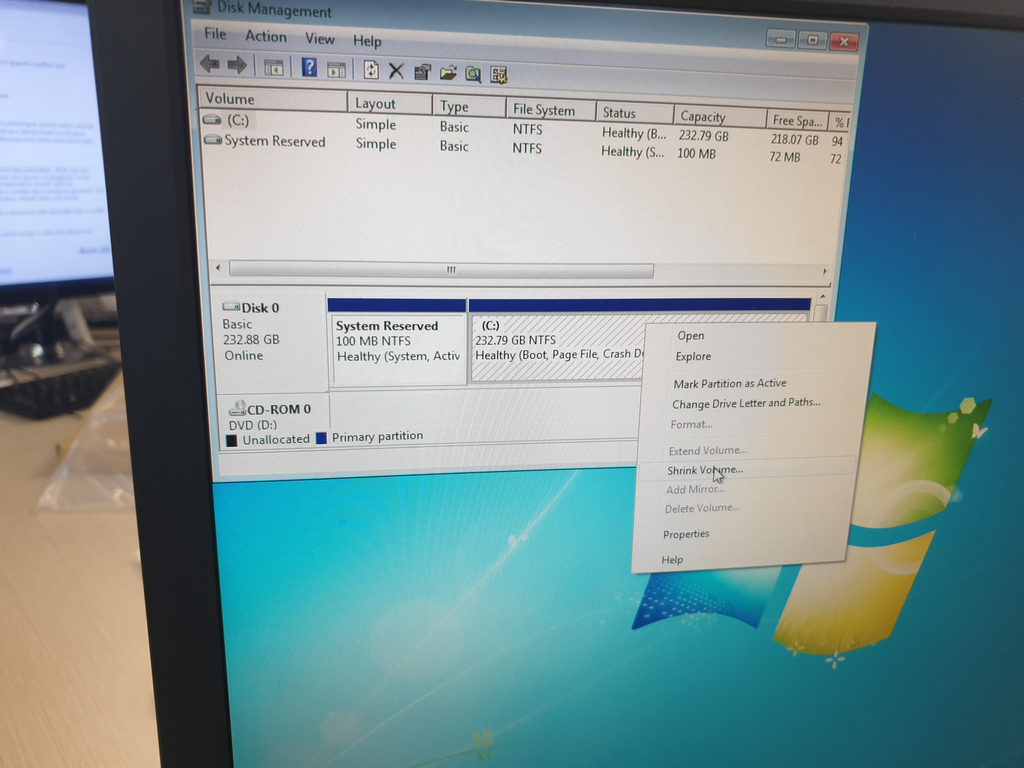 Disk Management
File Action View Help
Volume Layout Type File System Status Capacity Free Spa...
(C:) Simple Basic NTFS Healthy (B... 232.79 GB 218.07 GB 94
System Reserved Simple Basic NTFS Healthy (S... 100 MB 72 MB 72
Disk 0
Basic
232.88 GB
Online
System Reserved
100 MB NTFS
Healthy (System, Activ
(C:)
232.79 GB NTFS
Healthy (Boot, Page File, Crash
CD-ROM 0
DVD (D:)
Unallocated Primary partition
Open
Explore
Mark Partition as Active
Change Drive Letter and Paths...
Format...
Extend Volume...
Shrink Volume...
Add Mirror...
Delete Volume...
Properties
Help